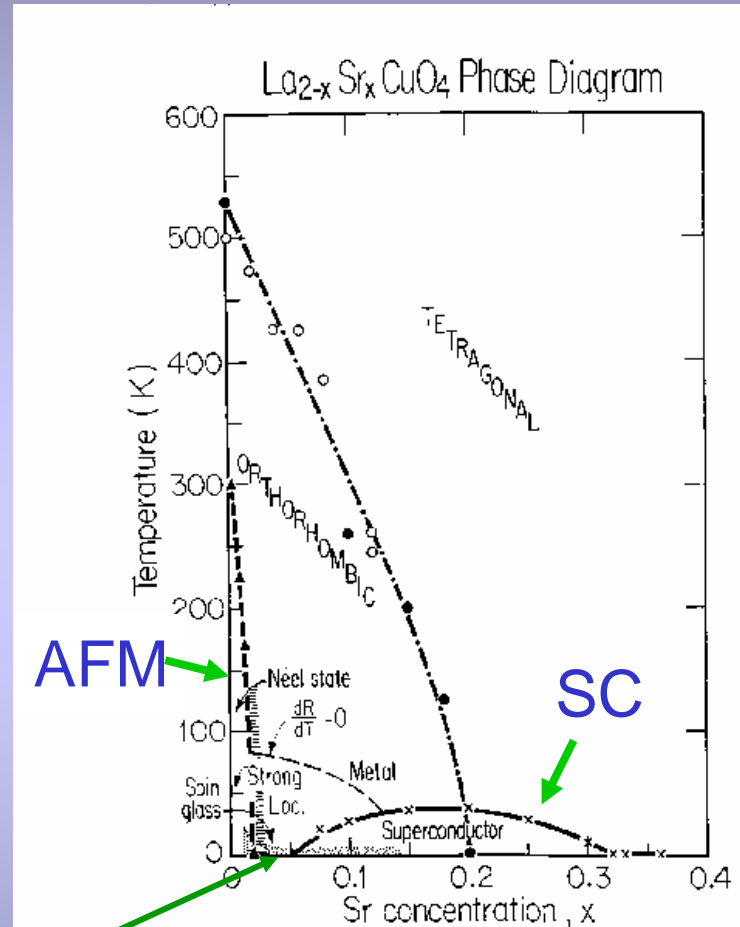 La2-x Srx CuO4 Phase Diagram
600
500
400
300
200
100
0
Temperature (K)
TETRAGONAL
ORTHORHOMBIC
AFM
Néel state
dR/dT =0
SC
Metal
Spin
glass
Strong
Loc.
Superconductor
0 0.1 0.2 0.3 0.4
Sr concentration, x